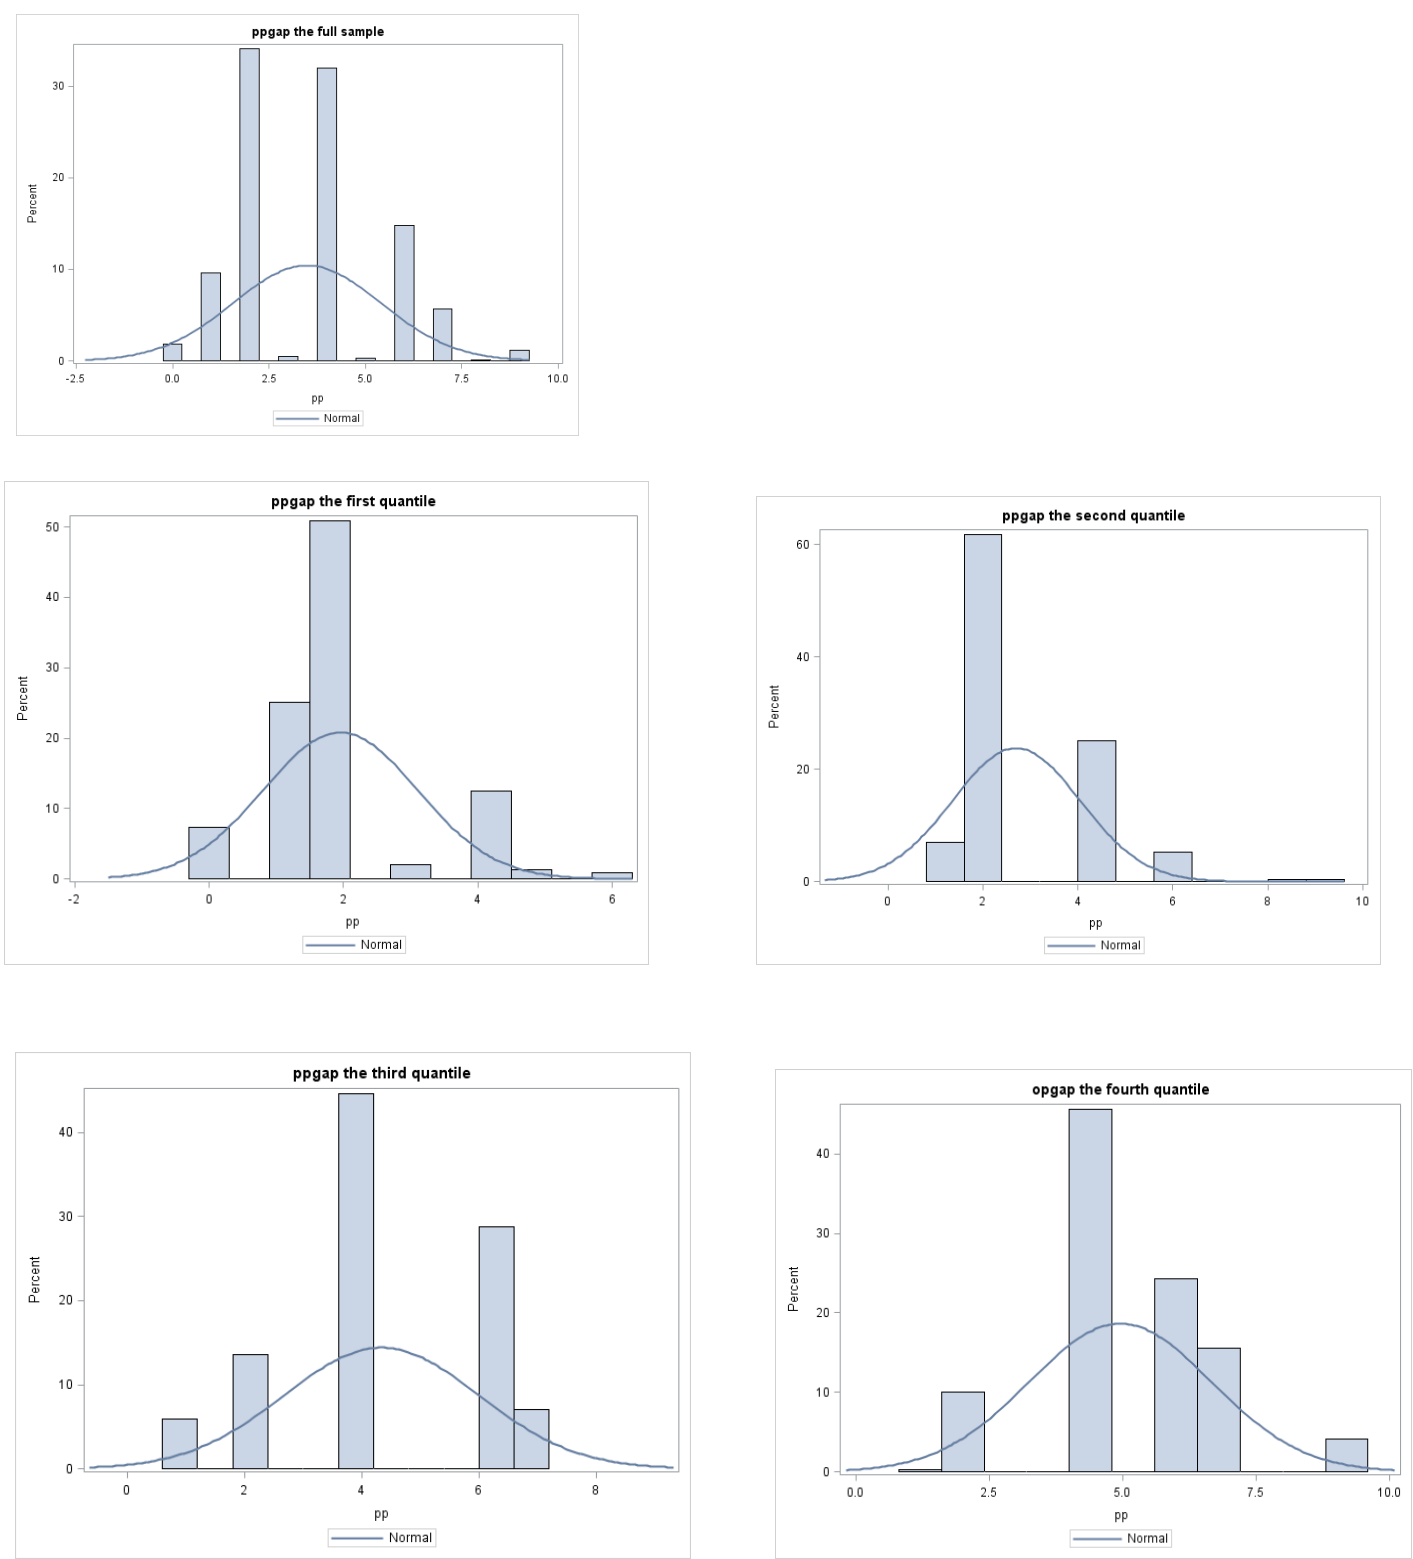 ppgap the full sample
30
20
10
0
Percent
-2.5 0.0 2.5 5.0 7.5 10.0
pp
Normal
ppgap the first quantile
50
40
30
20
10
0
Percent
-2 0 2 4 6
pp
Normal
ppgap the second quantile
60
40
20
0
Percent
0 2 4 6 8 10
pp
Normal
ppgap the third quantile
40
30
20
10
0
Percent
0 2 4 6 8
pp
Normal
opgap the fourth quantile
40
30
20
10
0
Percent
0.0 2.5 5.0 7.5 10.0
pp
Normal